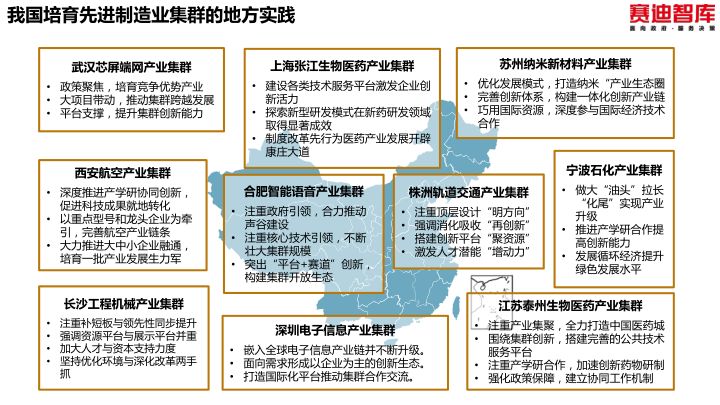 我国培育先进制造业集群的地方实践
赛迪智库
面向政府·服务决策
武汉芯屏端网产业集群
• 政策聚焦，培育竞争优势产业
• 大项目带动，推动集群跨越发展
• 平台支撑，提升集群创新能力
上海张江生物医药产业集群
• 建设各类技术服务平台激发企业创
新活力
• 探索新型研发模式在新药研发领域
取得显著成效
• 制度改革先行为医药产业发展开辟
康庄大道
苏州纳米新材料产业集群
• 优化发展模式，打造纳米“产业生态圈
• 完善创新体系，构建一体化创新产业链
• 巧用国际资源，深度参与国际经济技术
合作
西安航空产业集群
• 深度推进产学研协同创新，
促进科技成果就地转化
• 以重点型号和龙头企业为牵
引，完善航空产业链条
• 大力推进大中小企业融通，
培育一批产业发展生力军
合肥智能语音产业集群
• 注重政府引领，合力推动
声谷建设
• 注重核心技术引领，不断
壮大集群规模
• 突出“平台+赛道”创新，
构建集群开放生态
株洲轨道交通产业集群
• 注重顶层设计“明方向”
• 强调消化吸收“再创新”
• 搭建创新平台“聚资源”
• 激发人才潜能“增动力”
宁波石化产业集群
• 做大“油头”拉长
“化尾”实现产业
升级
• 推进产学研合作提
高创新能力
• 发展循环经济提升
绿色发展水平
长沙工程机械产业集群
• 注重补短板与领先性同步提升
• 强调资源平台与展示平台并重
• 加大人才与资本支持力度
• 坚持优化环境与深化改革两手
抓
深圳电子信息产业集群
• 嵌入全球电子信息产业链并不断升级。
• 面向需求形成以企业为主的创新生态。
• 打造国际化平台推动集群合作交流。
江苏泰州生物医药产业集群
• 注重产业集聚，全力打造中国医药城
• 围绕集群创新，搭建完善的公共技术
服务平台
• 注重产学研合作，加速创新药物研制
• 强化政策保障，建立协同工作机制